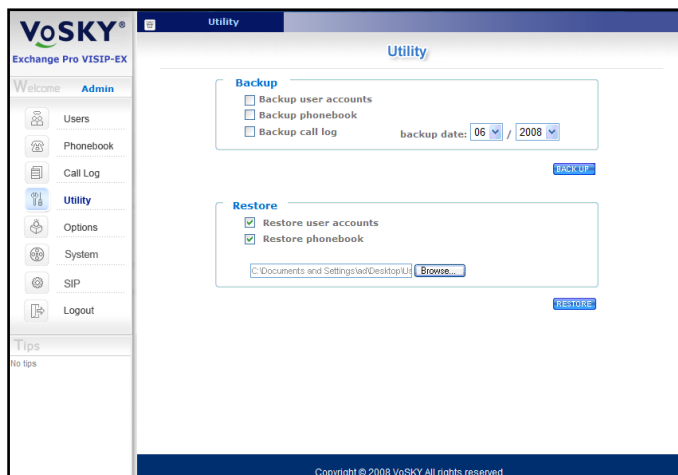 VoSKY®
Exchange Pro VISIP-EX
Welcome Admin
Users
Phonebook
Call Log
Utility
Options
System
SIP
Logout
Tips
No tips
Utility
Utility
Backup
Backup user accounts
Backup phonebook
Backup call log backup date: 06 / 2008
BACK UP
Restore
Restore user accounts
Restore phonebook
C:\Documents and Settings\ad\Desktop\Us Browse...
RESTORE
Copyright © 2008 VoSKY All rights reserved